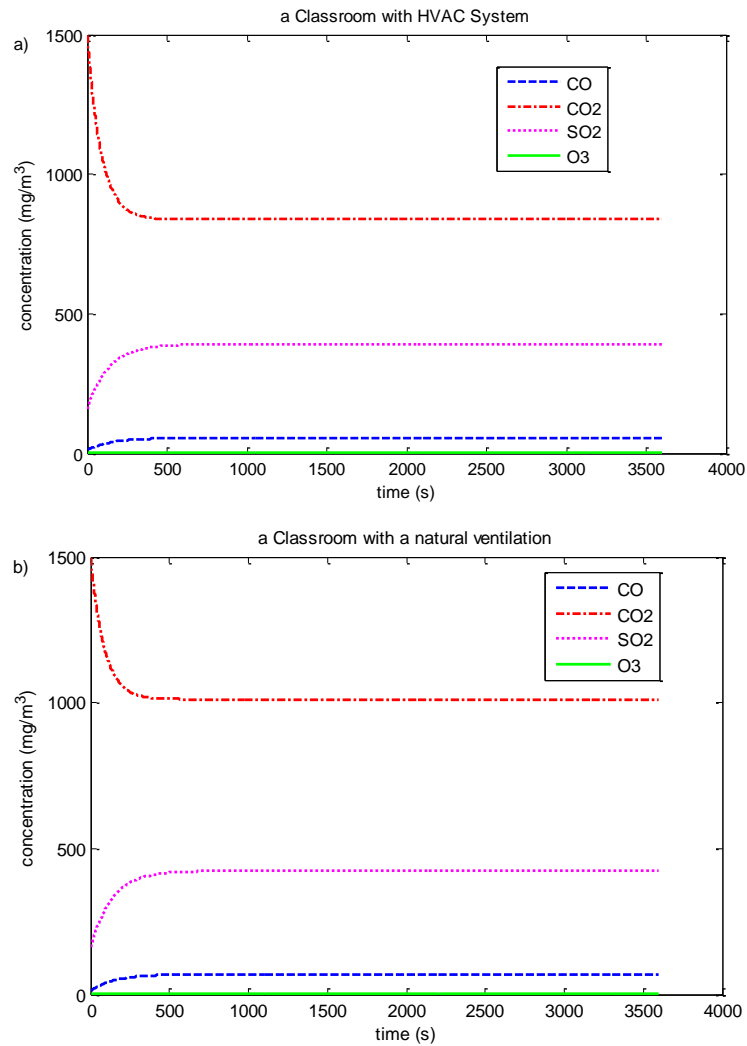 a Classroom with HVAC System
a)
1500
1000
500
0
concentration (mg/m³)
CO
CO2
SO2
O3
0 500 1000 1500 2000 2500 3000 3500 4000
time (s)
a Classroom with a natural ventilation
b)
1500
1000
500
0
concentration (mg/m³)
CO
CO2
SO2
O3
0 500 1000 1500 2000 2500 3000 3500 4000
time (s)